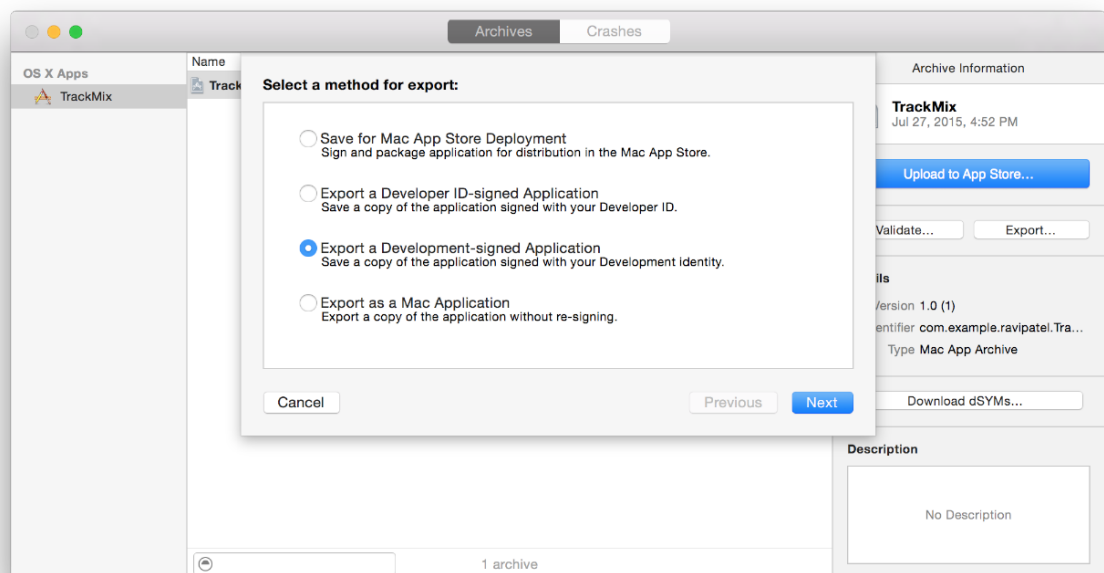 Archives
Crashes
OS X Apps
TrackMix
Name
Track
Select a method for export:
Save for Mac App Store Deployment
Sign and package application for distribution in the Mac App Store.
Export a Developer ID-signed Application
Save a copy of the application signed with your Developer ID.
Export a Development-signed Application
Save a copy of the application signed with your Development identity.
Export as a Mac Application
Export a copy of the application without re-signing.
Cancel
Previous
Next
Archive Information
TrackMix
Jul 27, 2015, 4:52 PM
Upload to App Store...
Validate...
Export...
ils
Version 1.0 (1)
entifier com.example.ravipatel.Tra...
Type Mac App Archive
Download dSYMs...
Description
No Description
1 archive